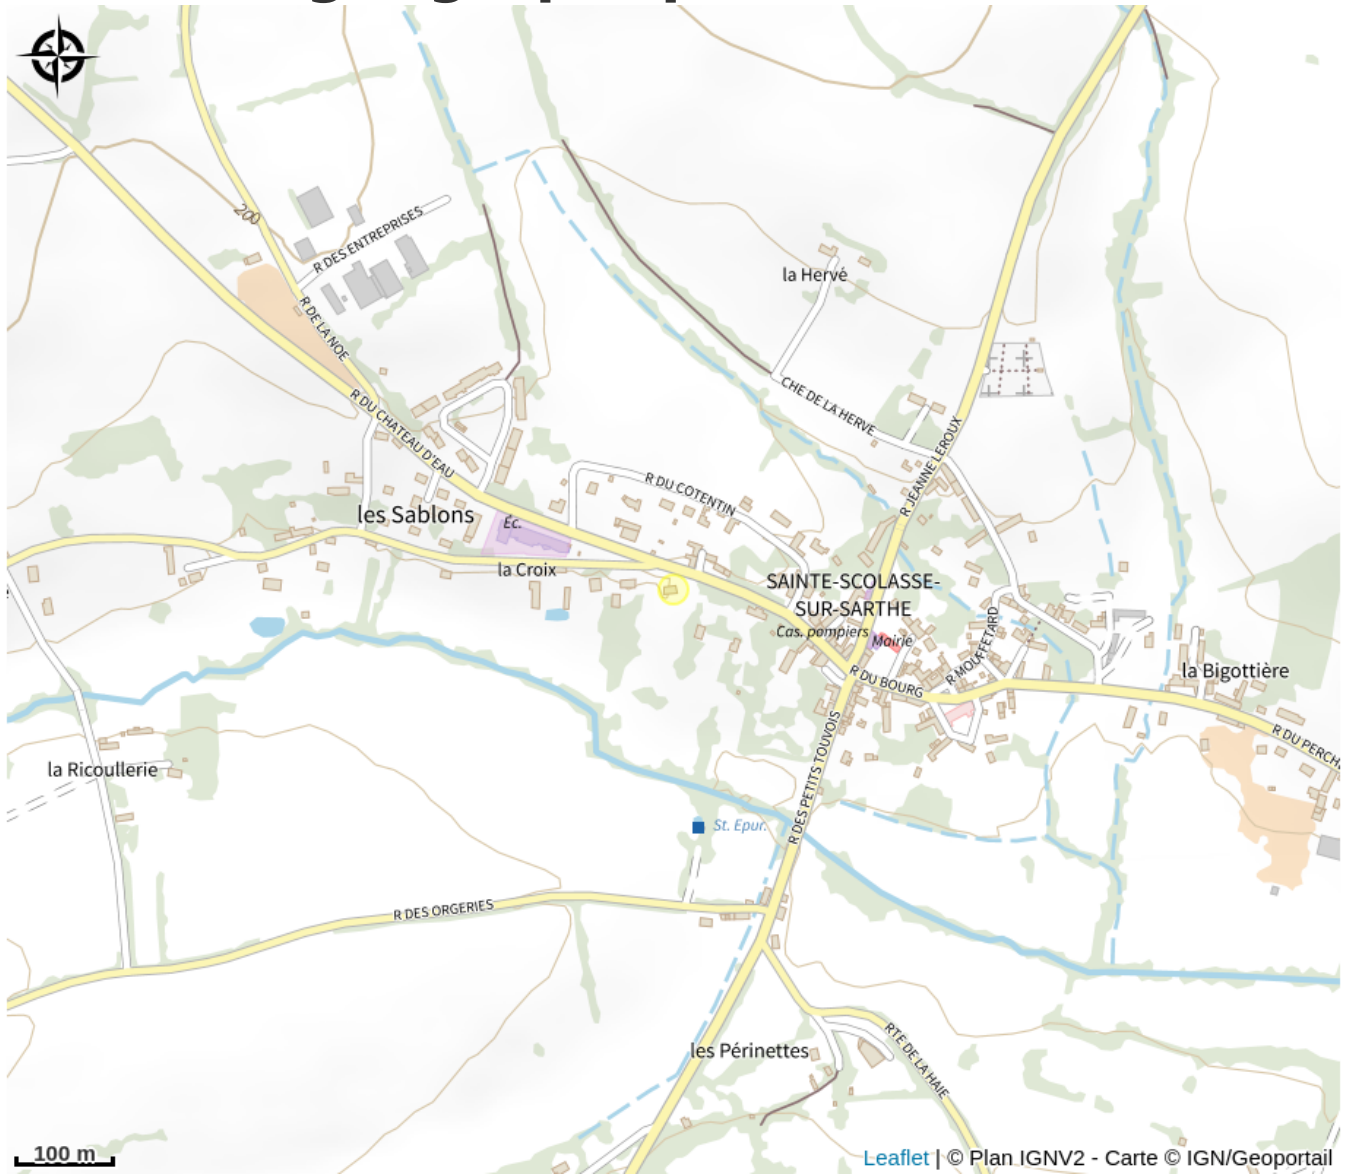 200
R DES ENTREPRISES
la Hervé
R DE LA NOE
CHE DE LA HERVE
R DU CHATEAU D'EAU
R JEANNE LEROUX
R DU COTENTIN
les Sablons
Éc.
la Croix
SAINTE-SCOLASSE-
SUR-SARTHE
Cas. pompiers
Mairie
R MOUFFETARD
R DU BOURG
la Bigottière
R DU PERCH
la Ricoullerie
R DES PETITS TOUVOIS
St. Epur.
R DES ORGERIES
les Périnettes
RTE DE LA HAIE
100 m
Leaflet | © Plan IGNV2 - Carte © IGN/Geoportail